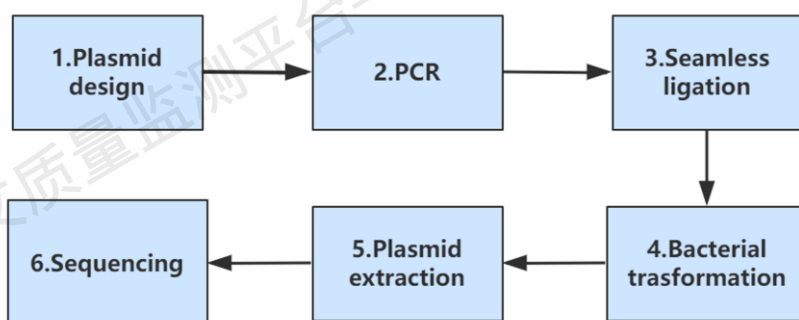 1.Plasmid
design
2.PCR
3.Seamless
ligation
4.Bacterial
trasformation
5.Plasmid
extraction
6.Sequencing
文质量监测平台